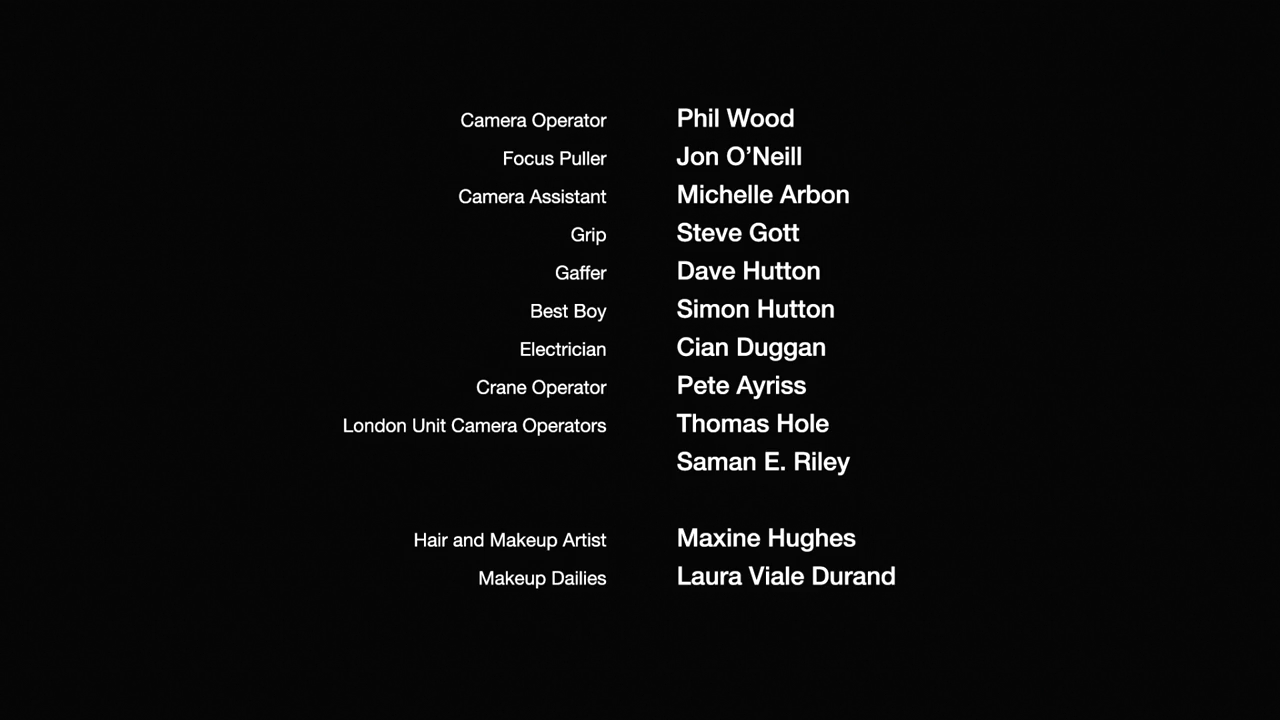 Camera Operator Phil Wood
Focus Puller Jon O’Neill
Camera Assistant Michelle Arbon
Grip Steve Gott
Gaffer Dave Hutton
Best Boy Simon Hutton
Electrician Cian Duggan
Crane Operator Pete Ayriss
London Unit Camera Operators Thomas Hole
Saman E. Riley
Hair and Makeup Artist Maxine Hughes
Makeup Dailies Laura Viale Durand